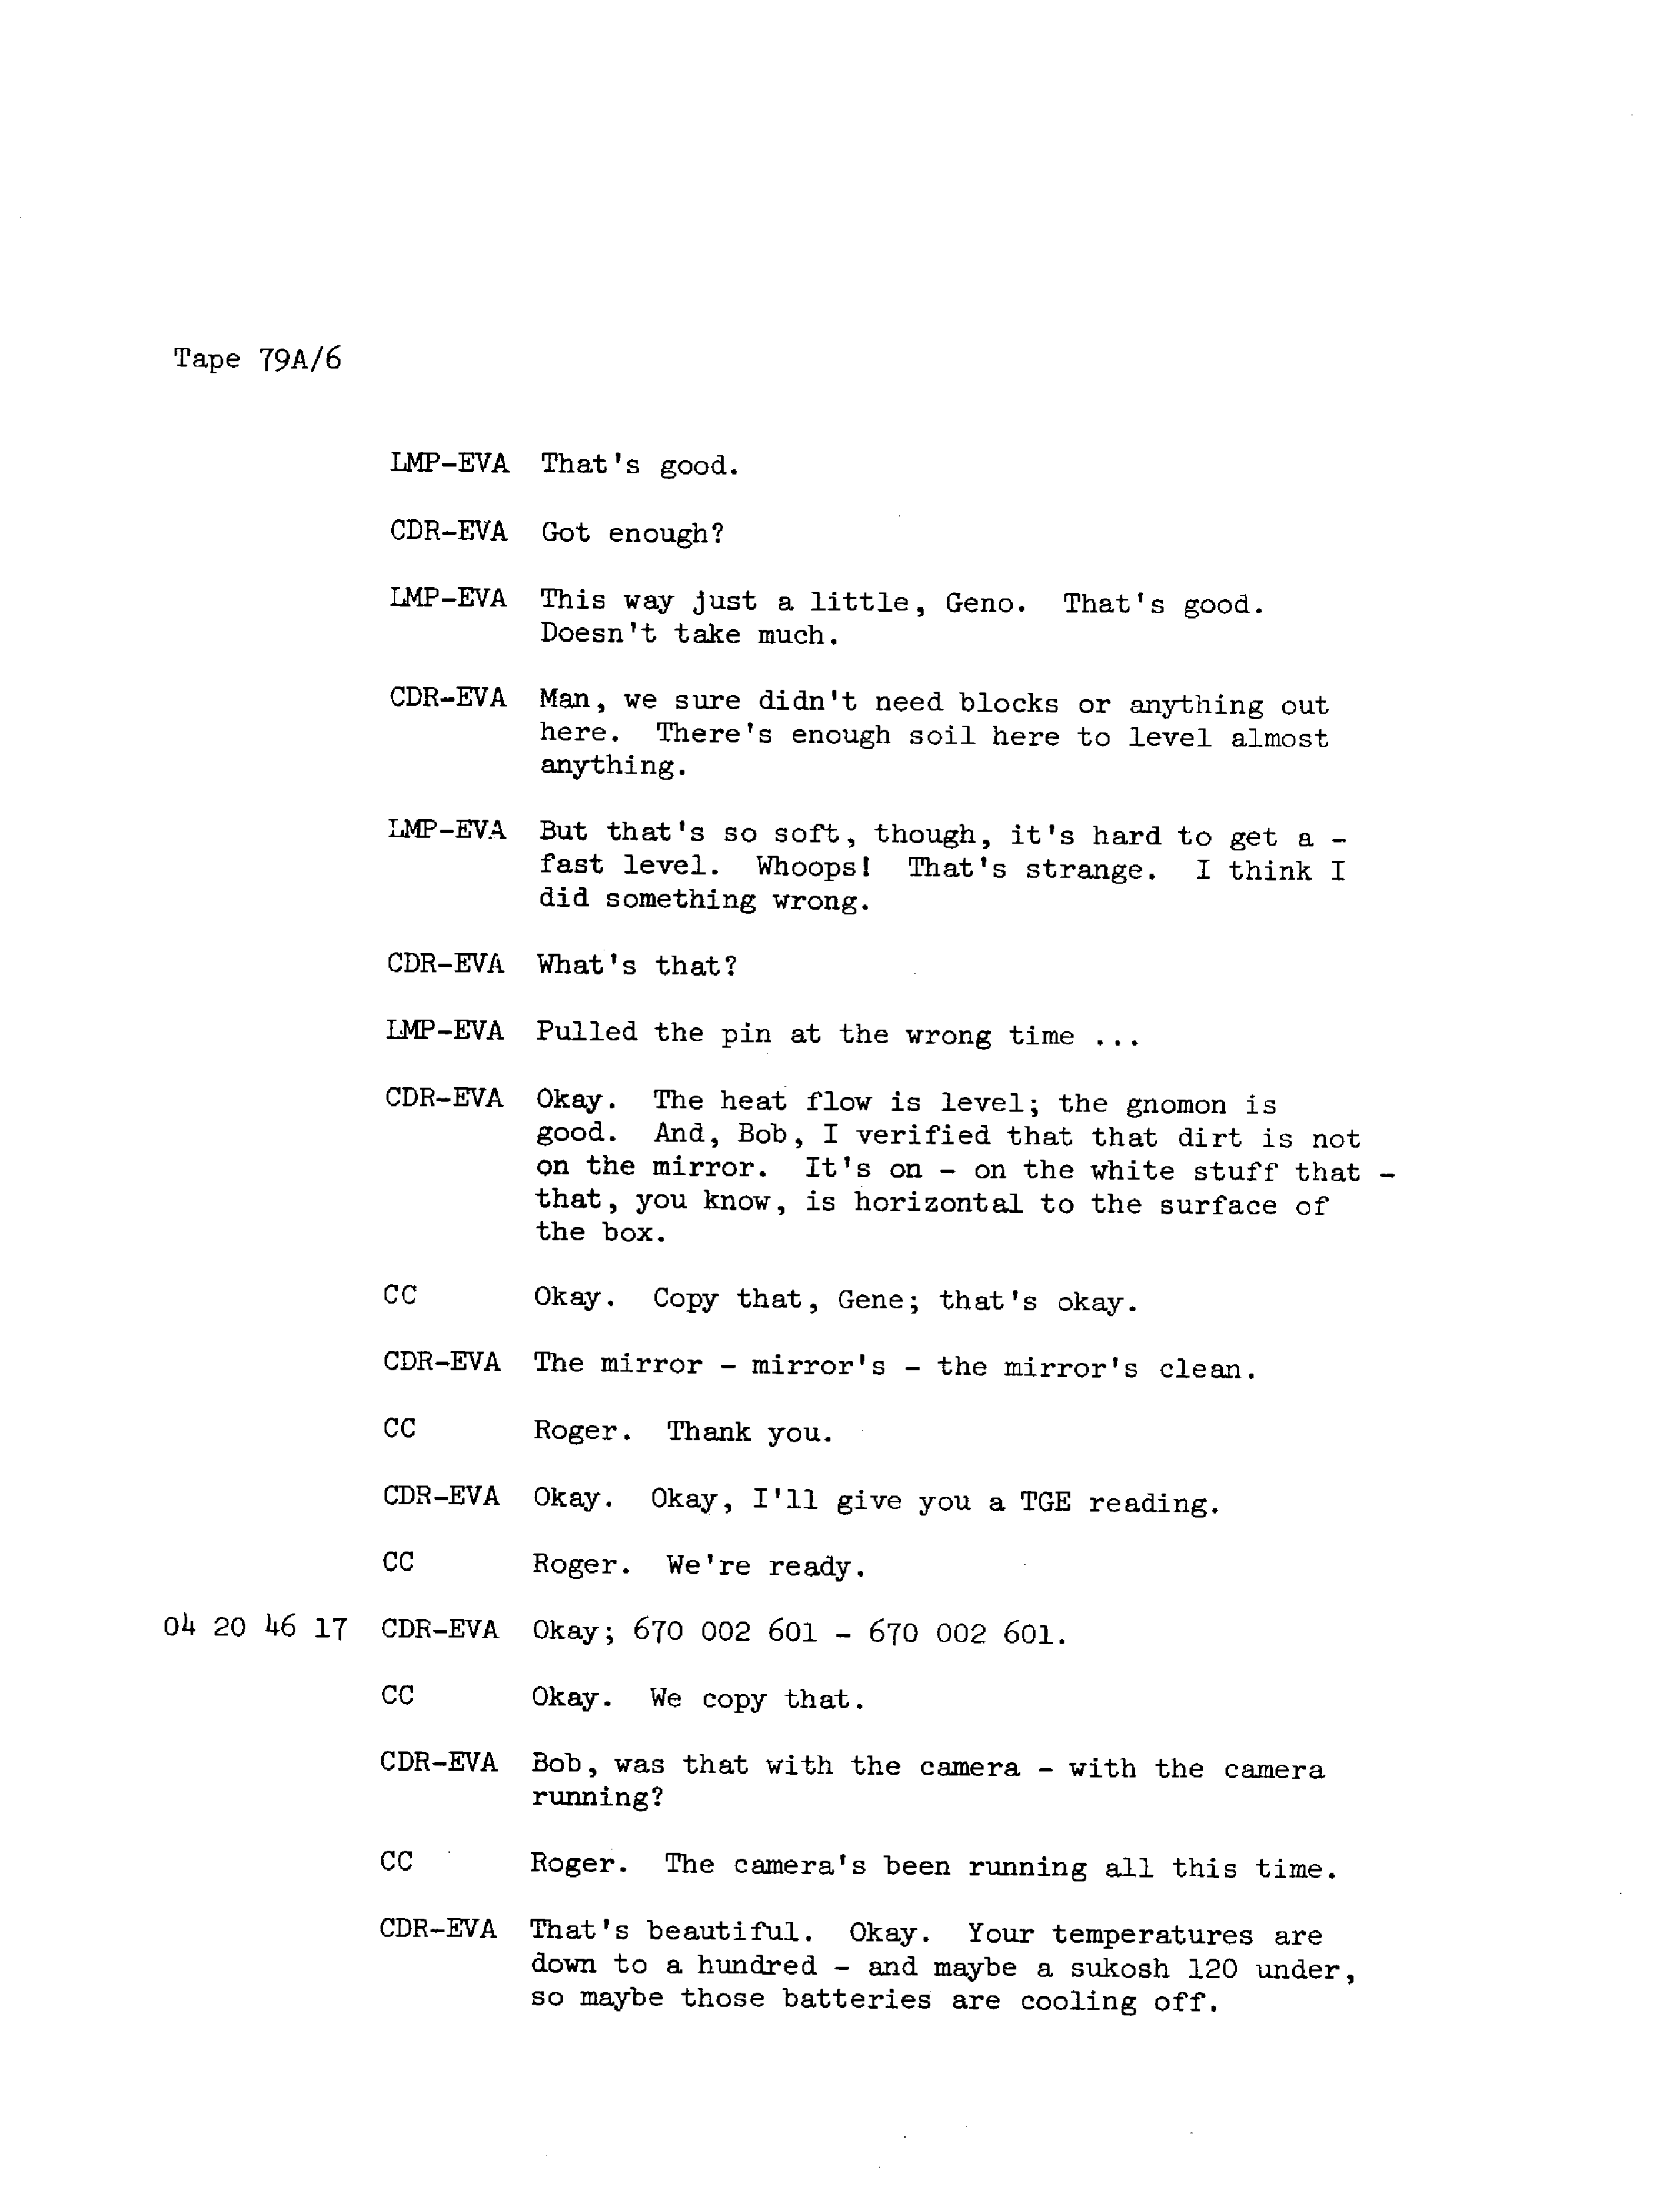 Tape 79A/6
LMP-EVA That's good.
CDR-EVA Got enough?
LMP-EVA This way just a little, Geno. That's good.
Doesn't take much.
CDR-EVA Man, we sure didn't need blocks or anything out
here. There's enough soil here to level almost
anything.
LMP-EVA But that's so soft, though, it's hard to get a -
fast level. Whoops! That's strange. I think I
did something wrong.
CDR-EVA What's that?
LMP-EVA Pulled the pin at the wrong time ...
CDR-EVA Okay. The heat flow is level; the gnomon is
good. And, Bob, I verified that that dirt is not
on the mirror. It's on - on the white stuff that -
that, you know, is horizontal to the surface of
the box.
CC Okay. Copy that, Gene; that's okay.
CDR-EVA The mirror - mirror's - the mirror's clean.
CC Roger. Thank you.
CDR-EVA Okay. Okay, I'll give you a TGE reading.
CC Roger. We're ready.
04 20 46 17 CDR-EVA Okay; 670 002 601 - 670 002 601.
CC Okay. We copy that.
CDR-EVA Bob, was that with the camera - with the camera
running?
CC Roger. The camera's been running all this time.
CDR-EVA That's beautiful. Okay. Your temperatures are
down to a hundred - and maybe a sukosh 120 under,
so maybe those batteries are cooling off.